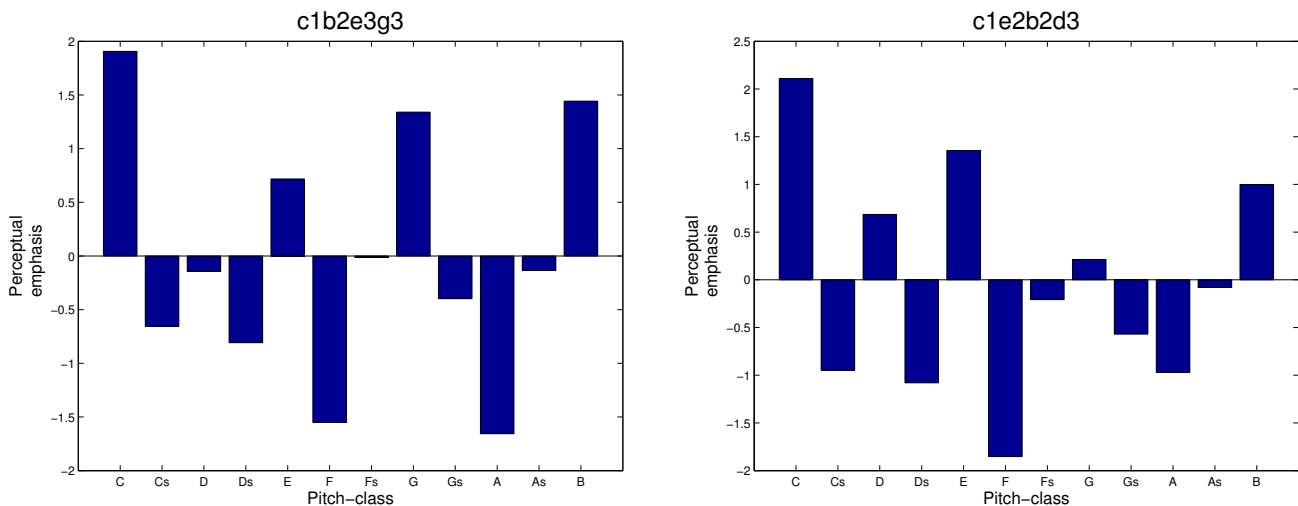 c1b2e3g3
2
1.5
1
0.5
0
−0.5
−1
−1.5
−2
Perceptual
emphasis
C Cs D Ds E F Fs G Gs A As B
Pitch−class
c1e2b2d3
2.5
2
1.5
1
0.5
0
−0.5
−1
−1.5
−2
Perceptual
emphasis
C Cs D Ds E F Fs G Gs A As B
Pitch−class